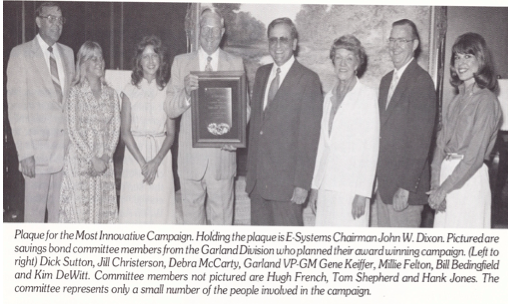 Plaque for the Most Innovative Campaign. Holding the plaque is E-Systems Chairman John W. Dixon. Pictured are
savings bond committee members from the Garland Division who planned their award winning campaign. (Left to
right) Dick Sutton, Jill Christerson, Debra McCarty, Garland VP-GM Gene Keiffer, Millie Felton, Bill Bedingfield
and Kim DeWitt. Committee members not pictured are Hugh French, Tom Shepherd and Hank Jones. The
committee represents only a small number of the people involved in the campaign.